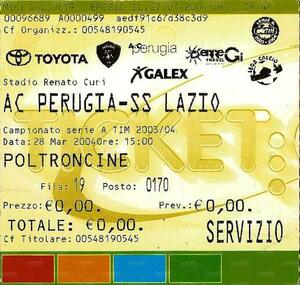 00096689 A0000499 aedf91c67d38c3d9
Cf Organizz.: 00548190545
TOYOTA
perugia
GALEX
Stadio Renato Curi
AC PERUGIA-SS LAZIO
Campionato serie A TIM 2003/04
Data: 28 Mar 2004 Ore: 15:00
POLTRONCINE
Fila: 19 Posto: 0170
Prezzo: €0,00. Prev.: €0,00.
TOTALE: €0,00.
Cf Titolare: 00548190545
SERVIZIO